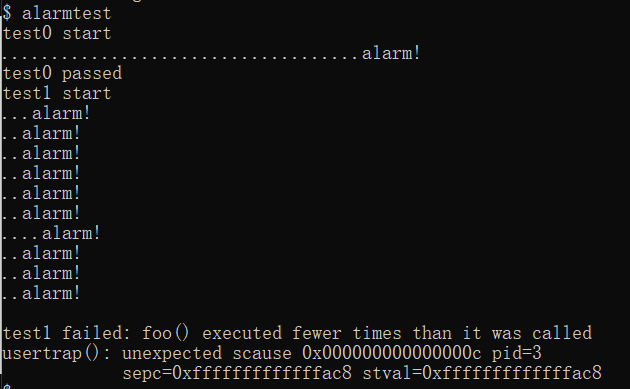 $ alarmtest
test0 start
....................................alarm!
test0 passed
test1 start
...alarm!
..alarm!
..alarm!
..alarm!
..alarm!
..alarm!
....alarm!
..alarm!
..alarm!
..alarm!
test1 failed: foo() executed fewer times than it was called
usertrap(): unexpected scause 0x000000000000000c pid=3
sepc=0xfffffffffffffac8 stval=0xfffffffffffffac8
$